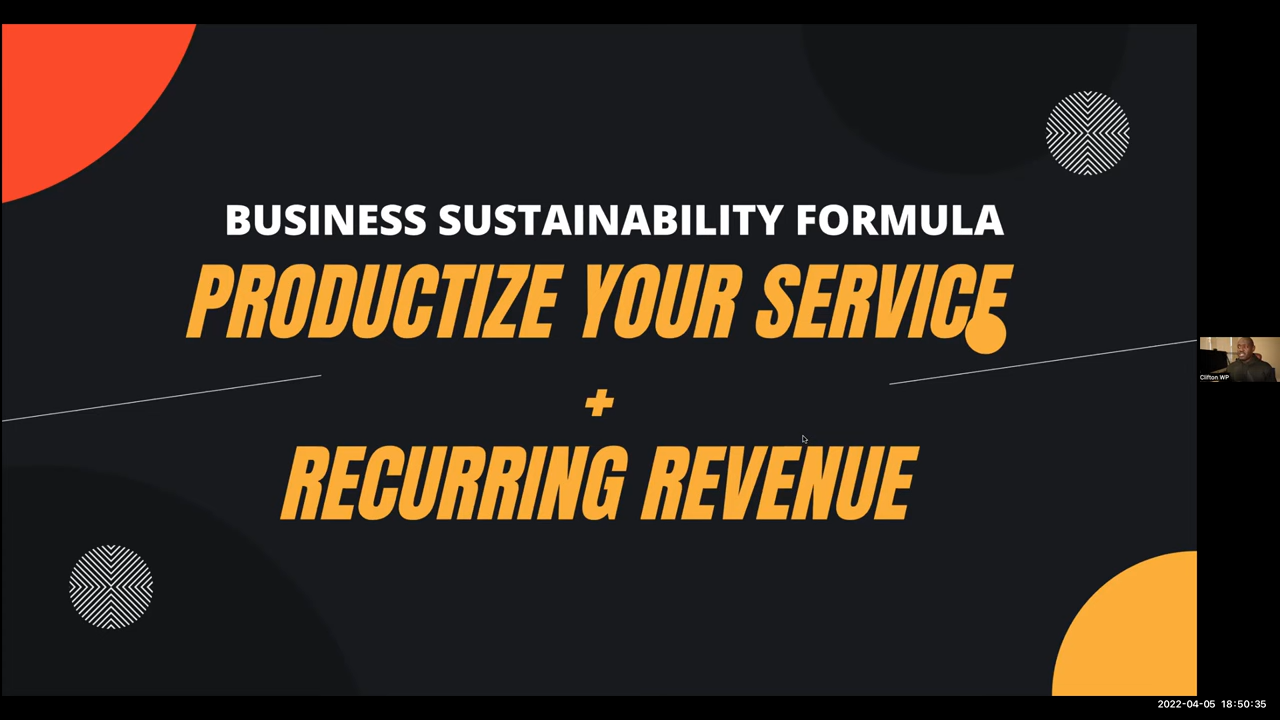 BUSINESS SUSTAINABILITY FORMULA
PRODUCTIZE YOUR SERVICE
+
RECURRING REVENUE
Clifton WP
2022-04-05 18:50:35